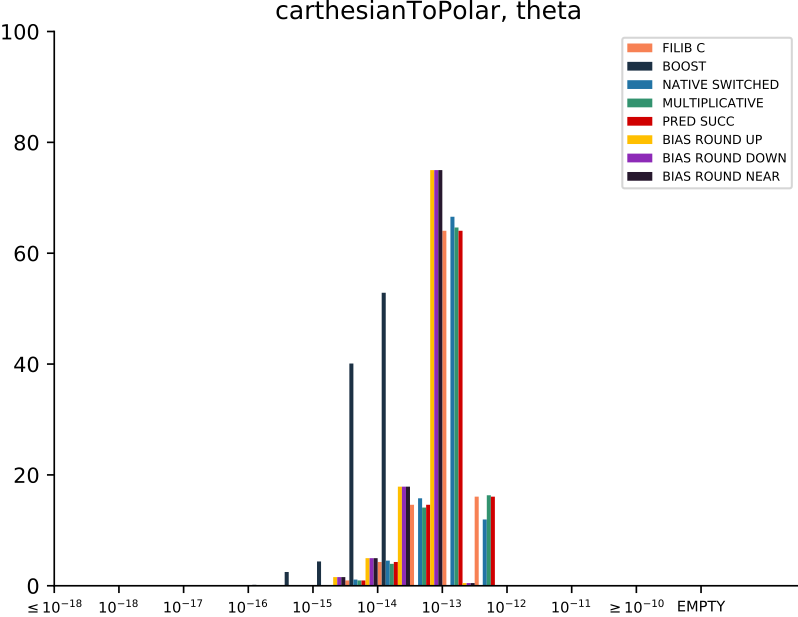 carthesianToPolar, theta
100
80
60
40
20
0
FILIB C
BOOST
NATIVE SWITCHED
MULTIPLICATIVE
PRED SUCC
BIAS ROUND UP
BIAS ROUND DOWN
BIAS ROUND NEAR
≤10⁻¹⁸ 10⁻¹⁸ 10⁻¹⁷ 10⁻¹⁶ 10⁻¹⁵ 10⁻¹⁴ 10⁻¹³ 10⁻¹² 10⁻¹¹ ≥10⁻¹⁰ EMPTY